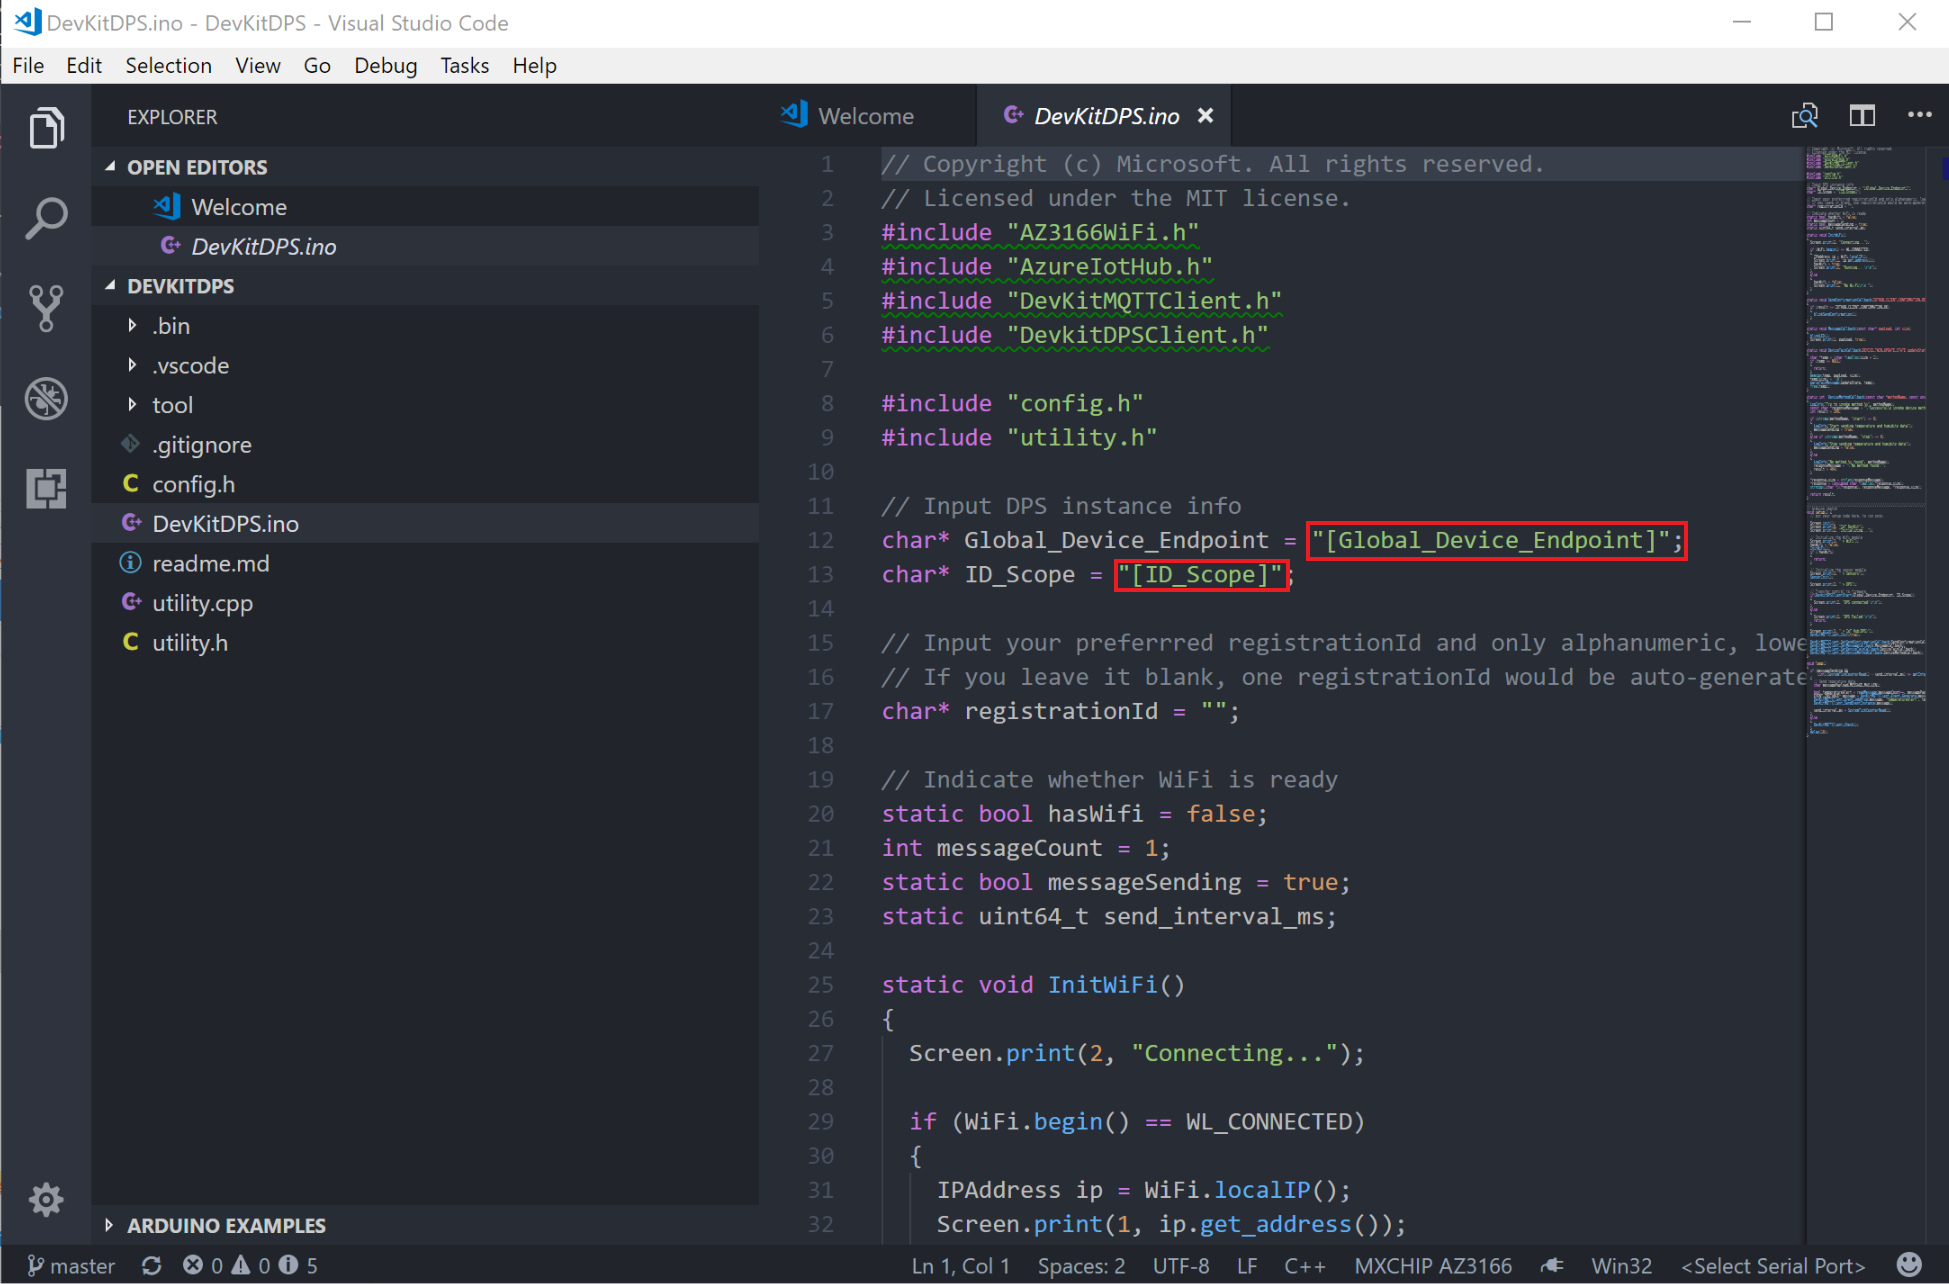 DevKitDPS.ino - DevKitDPS - Visual Studio Code
File Edit Selection View Go Debug Tasks Help
EXPLORER
OPEN EDITORS
Welcome
DevKitDPS.ino
DEVKITDPS
.bin
.vscode
tool
.gitignore
config.h
DevKitDPS.ino
readme.md
utility.cpp
utility.h
ARDUINO EXAMPLES
Welcome DevKitDPS.ino
1 // Copyright (c) Microsoft. All rights reserved.
2 // Licensed under the MIT license.
3 #include "AZ3166WiFi.h"
4 #include "AzureIotHub.h"
5 #include "DevKitMQTTClient.h"
6 #include "DevkitDPSClient.h"
7
8 #include "config.h"
9 #include "utility.h"
10
11 // Input DPS instance info
12 char* Global_Device_Endpoint = "[Global_Device_Endpoint]";
13 char* ID_Scope = "[ID_Scope]";
14
15 // Input your preferrred registrationId and only alphanumeric, lowe
16 // If you leave it blank, one registrationId would be auto-generate
17 char* registrationId = "";
18
19 // Indicate whether WiFi is ready
20 static bool hasWifi = false;
21 int messageCount = 1;
22 static bool messageSending = true;
23 static uint64_t send_interval_ms;
24
25 static void InitWiFi()
26 {
27 Screen.print(2, "Connecting...");
28
29 if (WiFi.begin() == WL_CONNECTED)
30 {
31 IPAddress ip = WiFi.localIP();
32 Screen.print(1, ip.get_address());
master 0 0 5 Ln 1, Col 1 Spaces: 2 UTF-8 LF C++ MXCHIP AZ3166 Win32 <Select Serial Port>